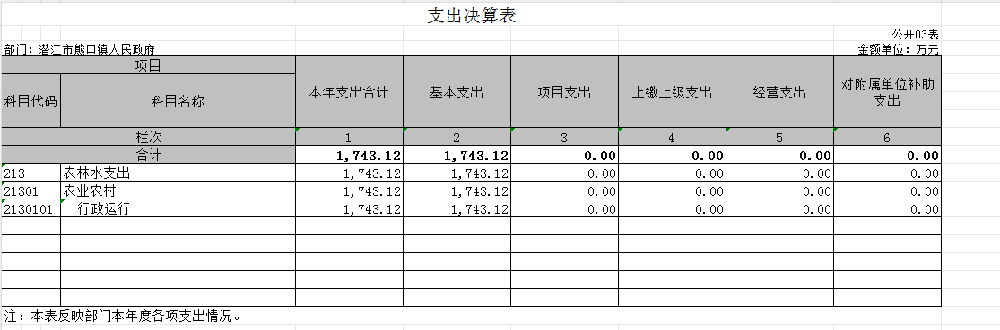 支出决算表
公开03表
部门：潜江市熊口镇人民政府 金额单位：万元
项目 本年支出合计 基本支出 项目支出 上缴上级支出 经营支出 对附属单位补助支出
科目代码 科目名称
栏次 1 2 3 4 5 6
合计 1,743.12 1,743.12 0.00 0.00 0.00 0.00
213 农林水支出 1,743.12 1,743.12 0.00 0.00 0.00 0.00
21301 农业农村 1,743.12 1,743.12 0.00 0.00 0.00 0.00
2130101 行政运行 1,743.12 1,743.12 0.00 0.00 0.00 0.00
注：本表反映部门本年度各项支出情况。